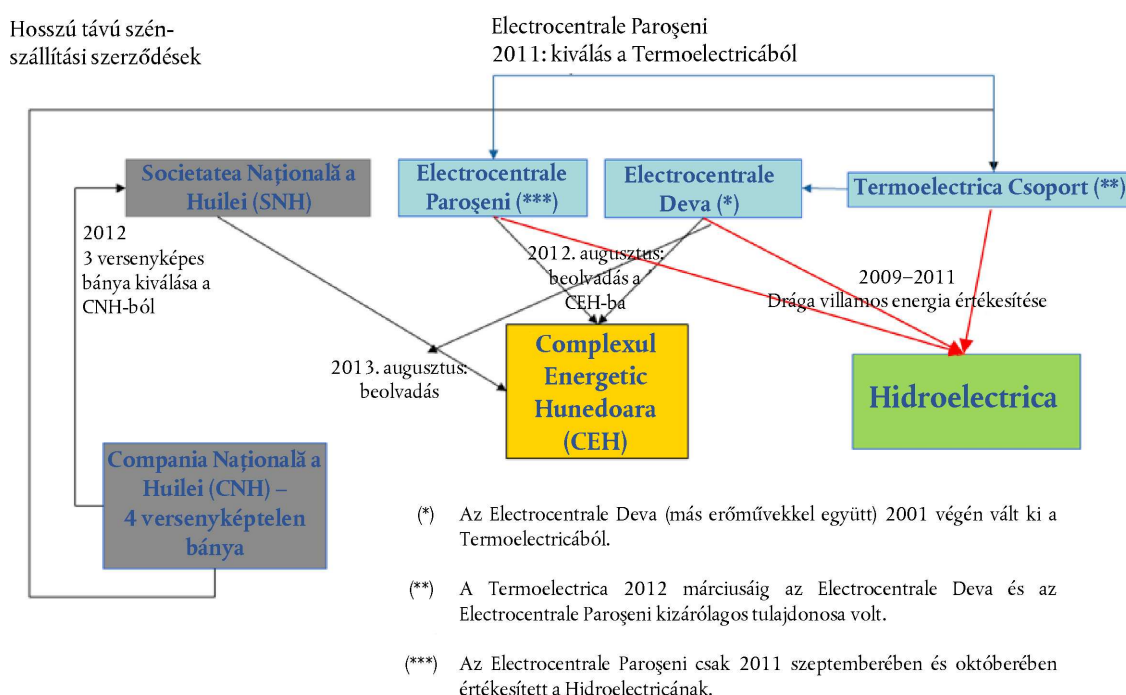 Hosszú távú szén-
szállítási szerződések
Electrocentrale Paroşeni
2011: kiválás a Termoelectricából
Societatea Naţională a
Huilei (SNH)
Electrocentrale
Paroşeni (***)
Electrocentrale
Deva (*)
Termoelectrica Csoport (**)
2012
3 versenyképes
bánya kiválása a
CNH-ból
2012. augusztus:
beolvadás a
CEH-ba
2009–2011
Drága villamos energia értékesítése
2013. augusztus:
beolvadás
Complexul
Energetic
Hunedoara
(CEH)
Hidroelectrica
Compania Naţională a
Huilei (CNH) –
4 versenyképtelen
bánya
(*) Az Electrocentrale Deva (más erőművekkel együtt) 2001 végén vált ki a
Termoelectricából.
(**) A Termoelectrica 2012 márciusáig az Electrocentrale Deva és az
Electrocentrale Paroşeni kizárólagos tulajdonosa volt.
(***) Az Electrocentrale Paroşeni csak 2011 szeptemberében és októberében
értékesített a Hidroelectricának.